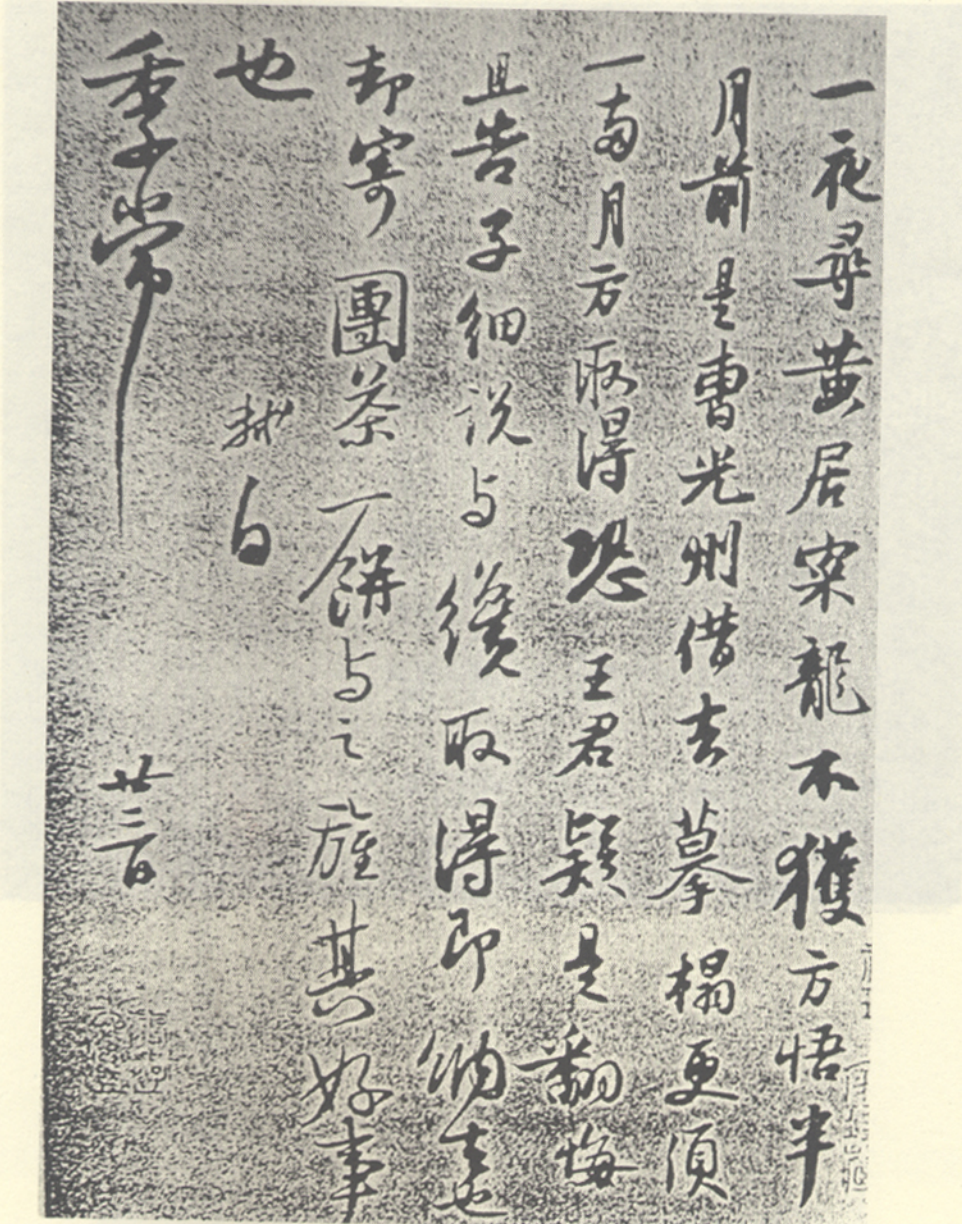 一夜尋黃居寀龍不獲方悟半
月前是曹光州借去摹榻更須
一兩月方取得恐王君疑是翻悔
且告子細說与纔取得即納去也
却寄團茶一餅与之旌其好事
也 軾白
季常 廿三日